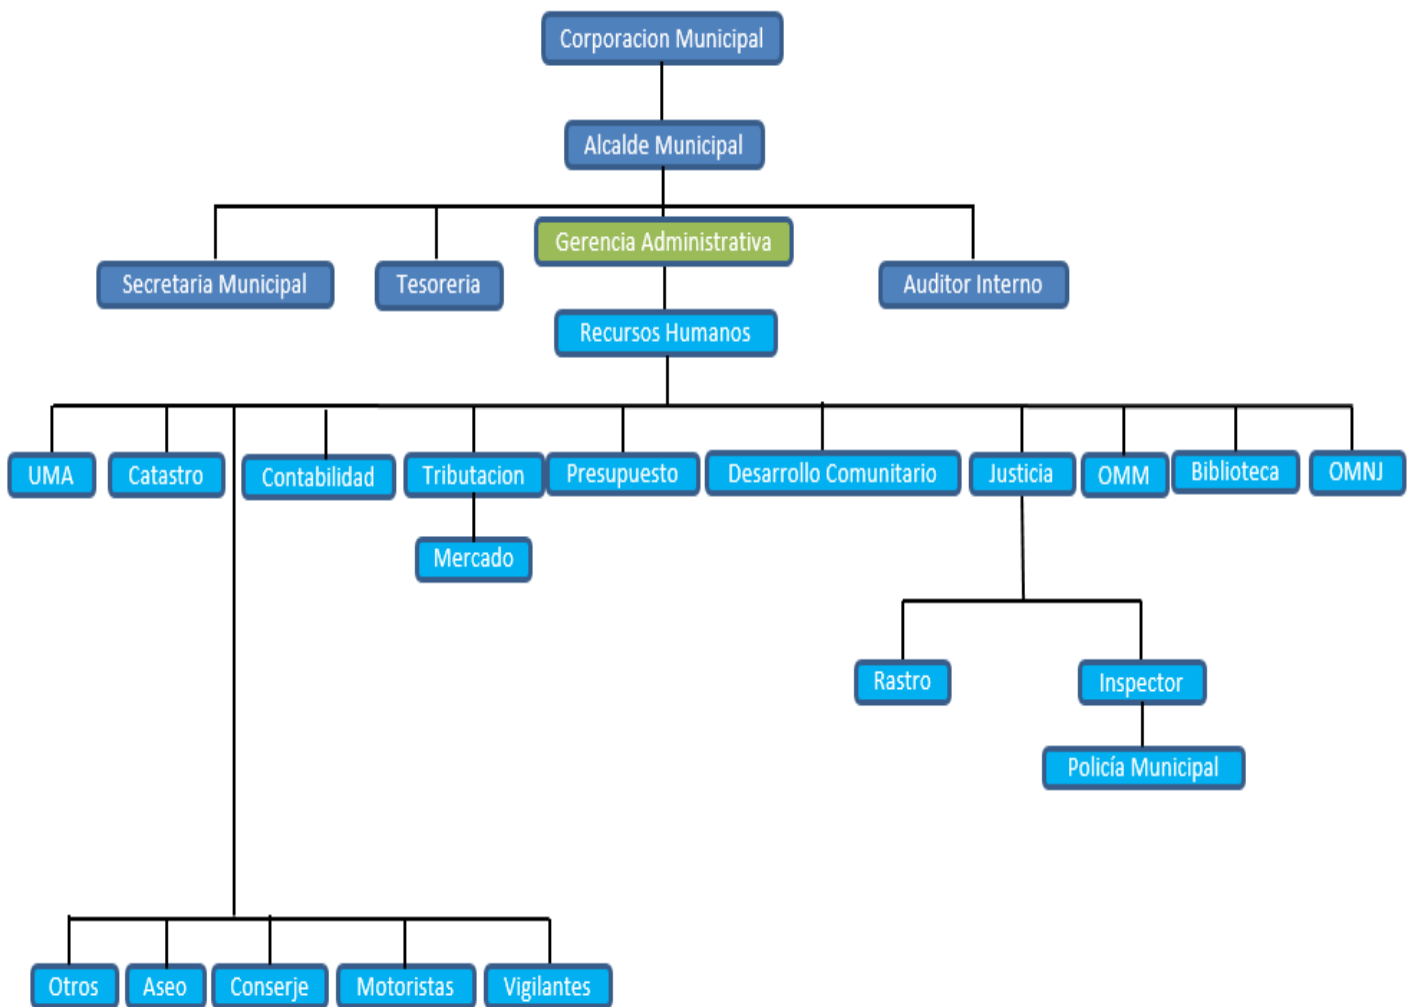 Corporacion Municipal
Alcalde Municipal
Gerencia Administrativa
Secretaria Municipal
Tesoreria
Auditor Interno
Recursos Humanos
UMA
Catastro
Contabilidad
Tributacion
Presupuesto
Desarrollo Comunitario
Justicia
OMM
Biblioteca
OMNJ
Mercado
Rastro
Inspector
Policía Municipal
Otros
Aseo
Conserje
Motoristas
Vigilantes